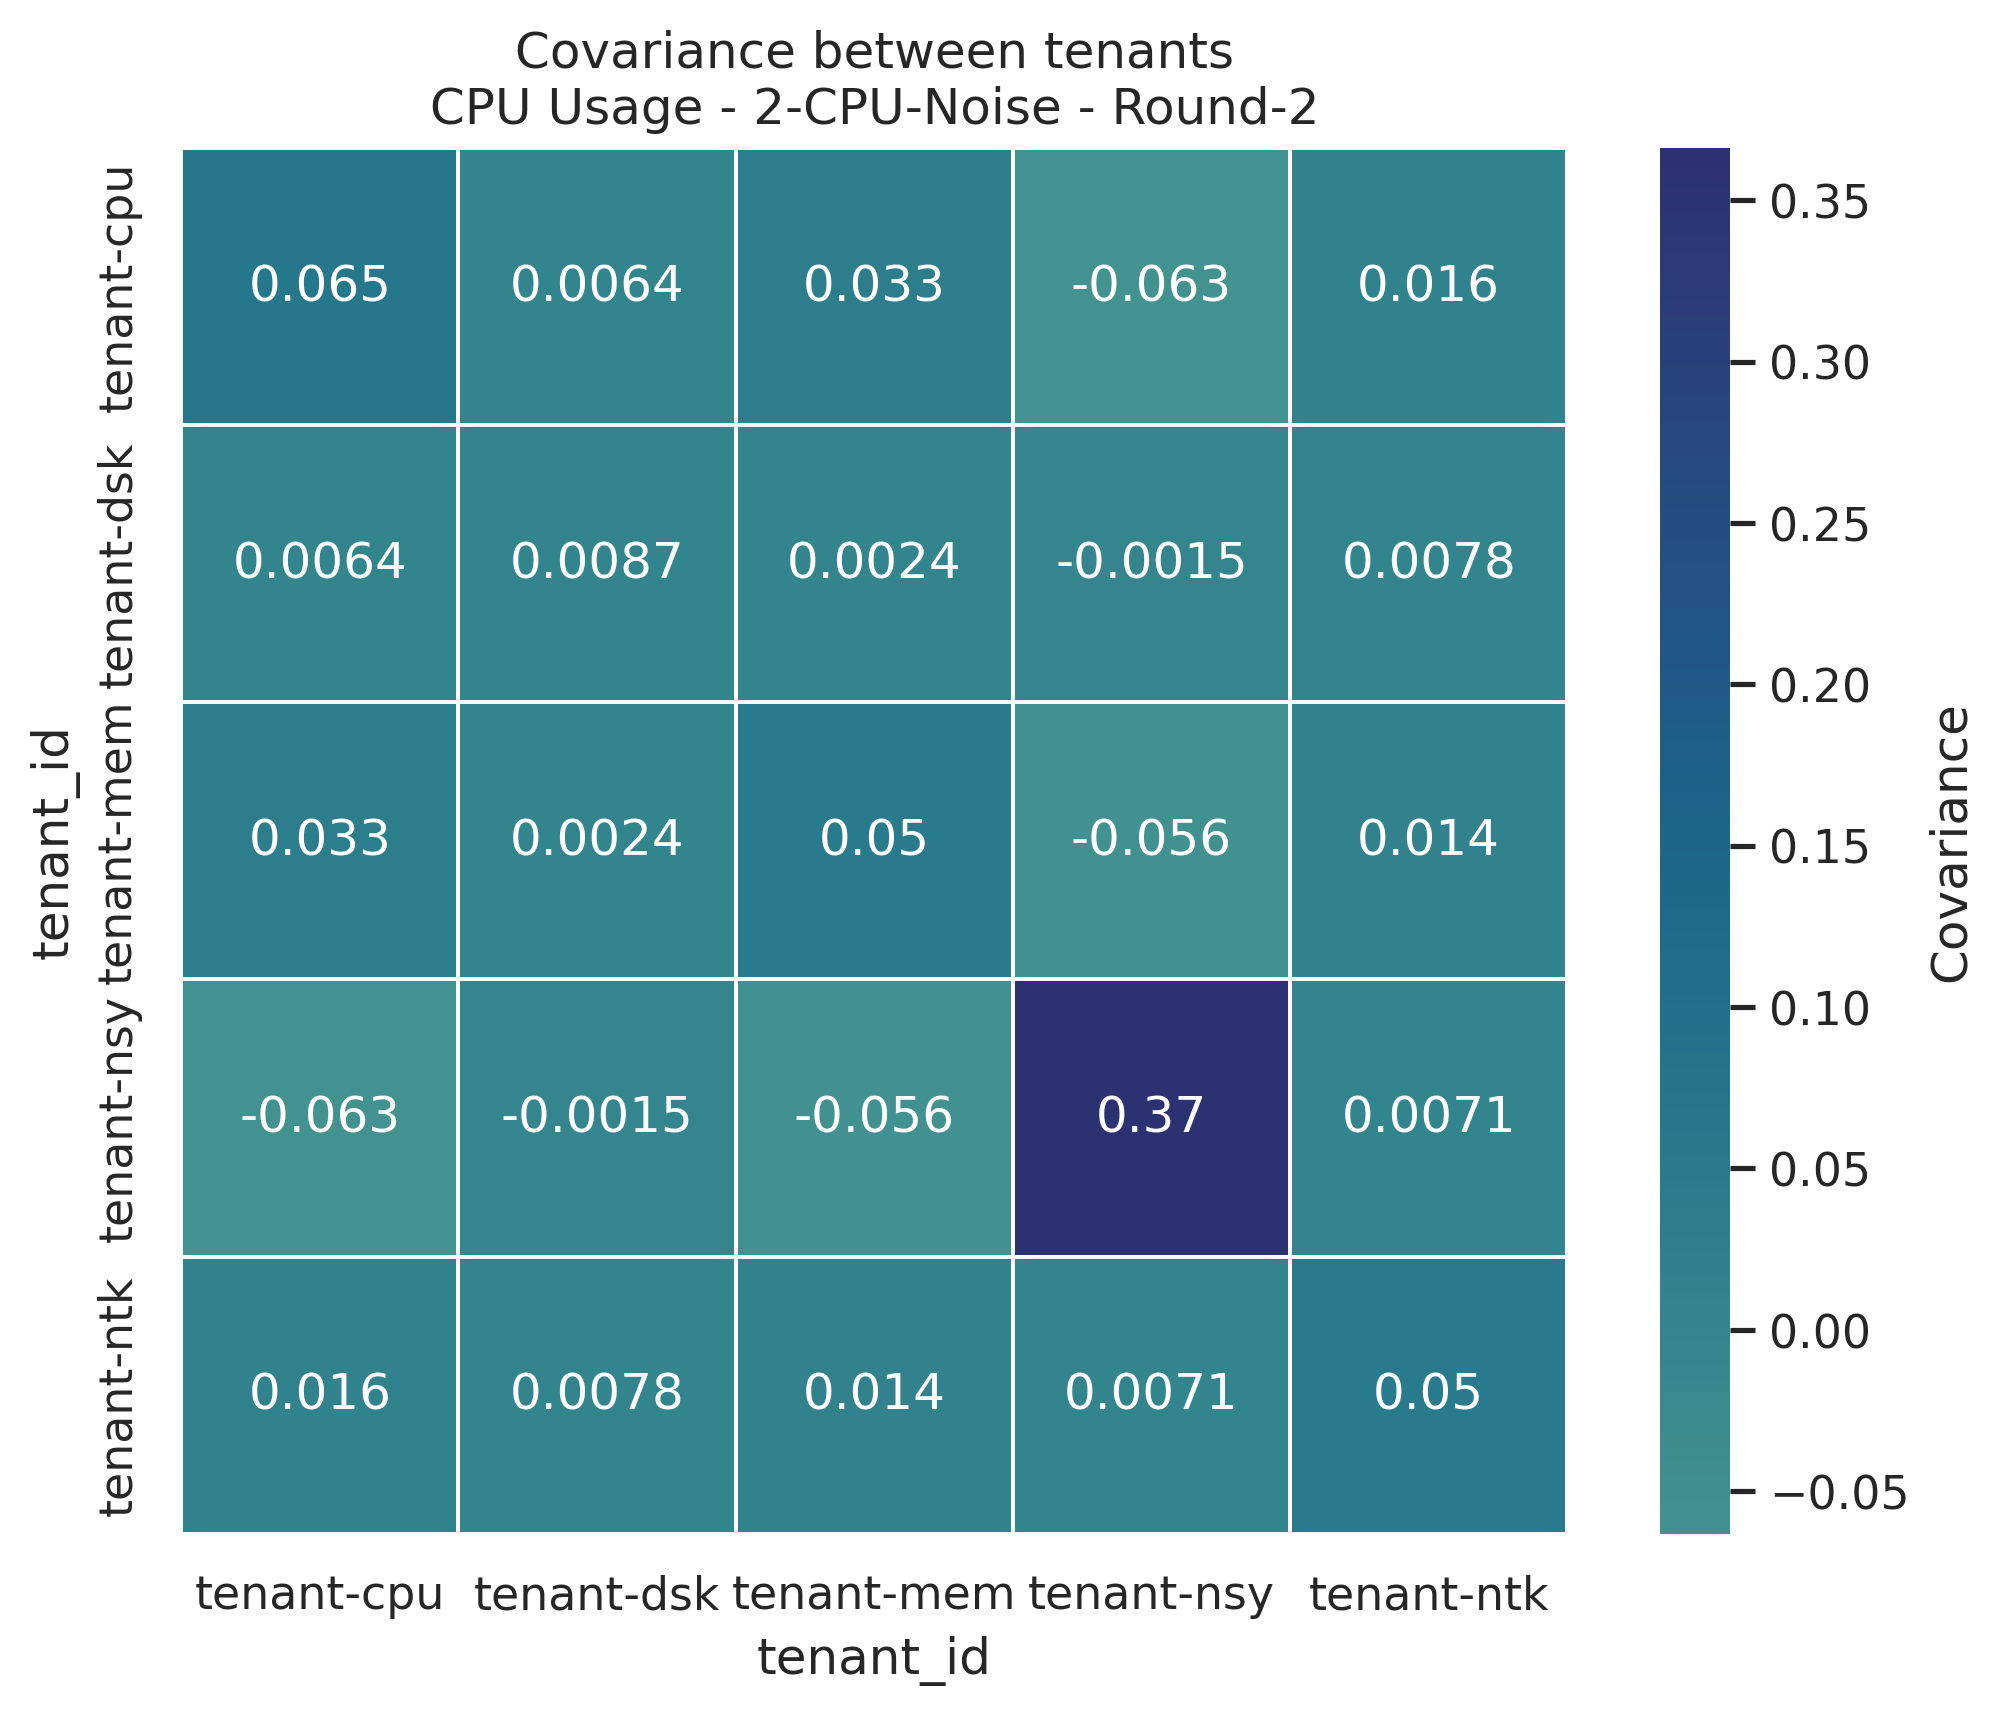 Covariance between tenants
CPU Usage - 2-CPU-Noise - Round-2
tenant_id
tenant-cpu
0.065 0.0064 0.033 -0.063 0.016
tenant-dsk
0.0064 0.0087 0.0024 -0.0015 0.0078
tenant-mem
0.033 0.0024 0.05 -0.056 0.014
tenant-nsy
-0.063 -0.0015 -0.056 0.37 0.0071
tenant-ntk
0.016 0.0078 0.014 0.0071 0.05
tenant-cpu tenant-dsk tenant-mem tenant-nsy tenant-ntk
tenant_id
0.35
0.30
0.25
0.20
0.15
0.10
0.05
0.00
−0.05
Covariance